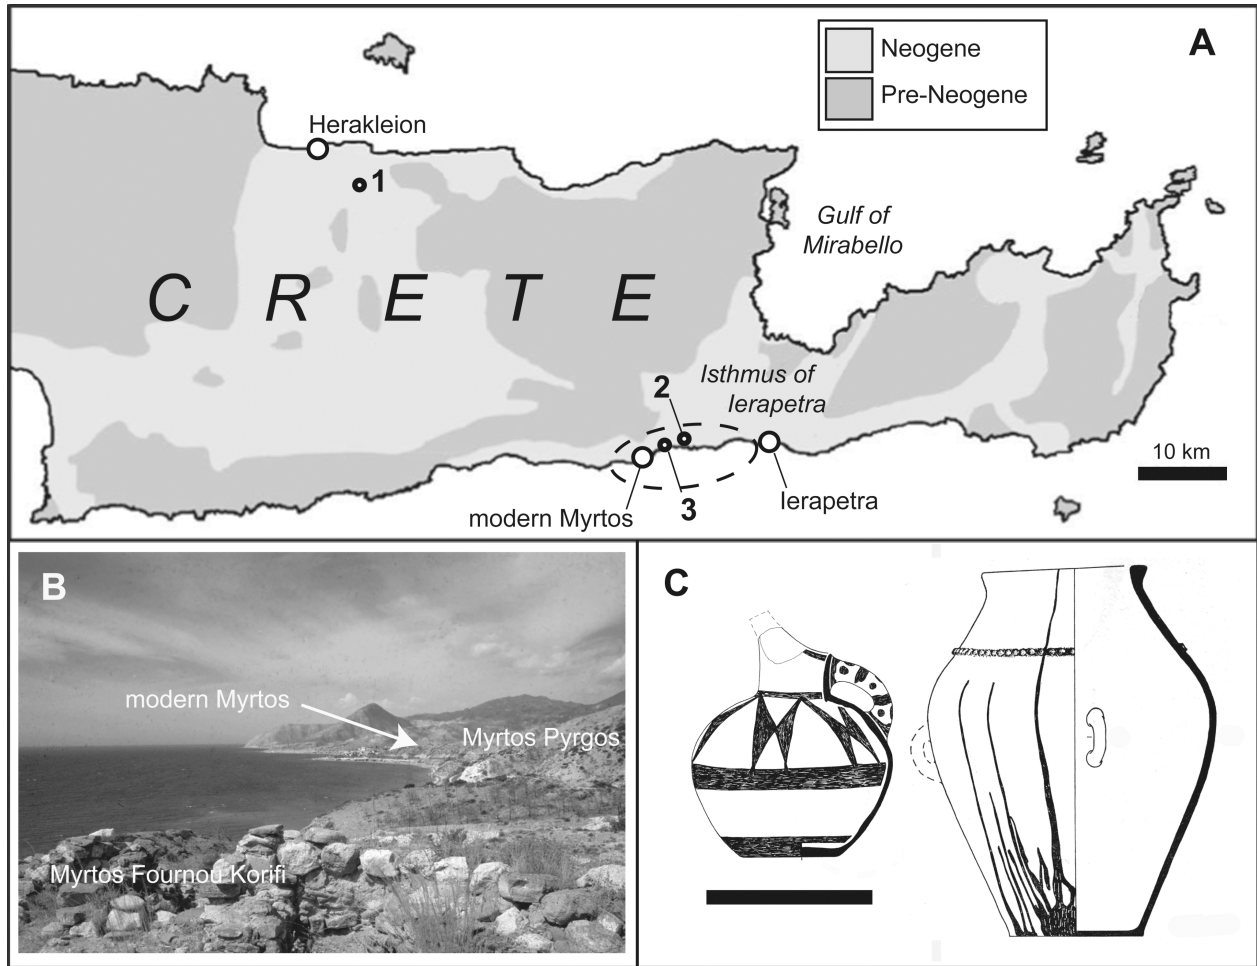 A
Neogene
Pre-Neogene
Herakleion
1
Gulf of
Mirabello
C R E T E
Isthmus of
Ierapetra
2
10 km
modern Myrtos
3
Ierapetra
B
modern Myrtos
Myrtos Pyrgos
Myrtos Fournou Korifi
C